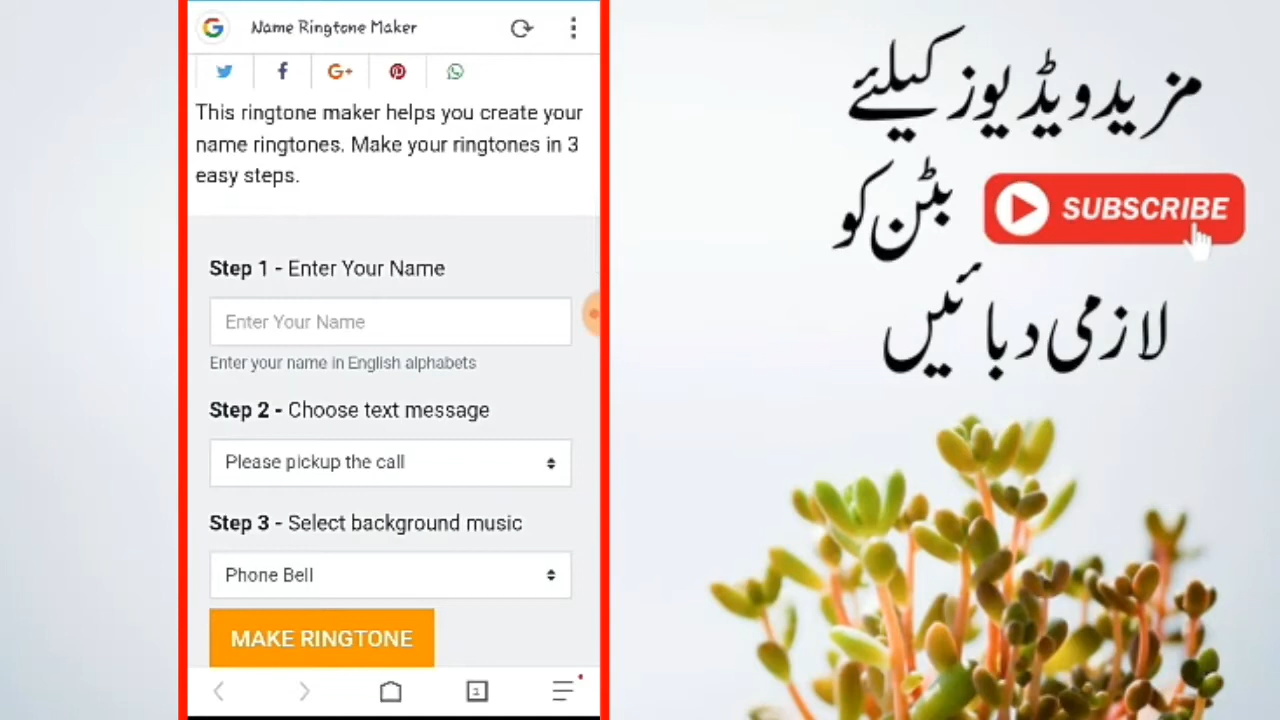 Name Ringtone Maker
This ringtone maker helps you create your
name ringtones. Make your ringtones in 3
easy steps.
Step 1 - Enter Your Name
Enter Your Name
Enter your name in English alphabets
Step 2 - Choose text message
Please pickup the call
Step 3 - Select background music
Phone Bell
MAKE RINGTONE
1
مزید ویڈیوز کیلئے
SUBSCRIBE بٹن کو
لازمی دبائیں